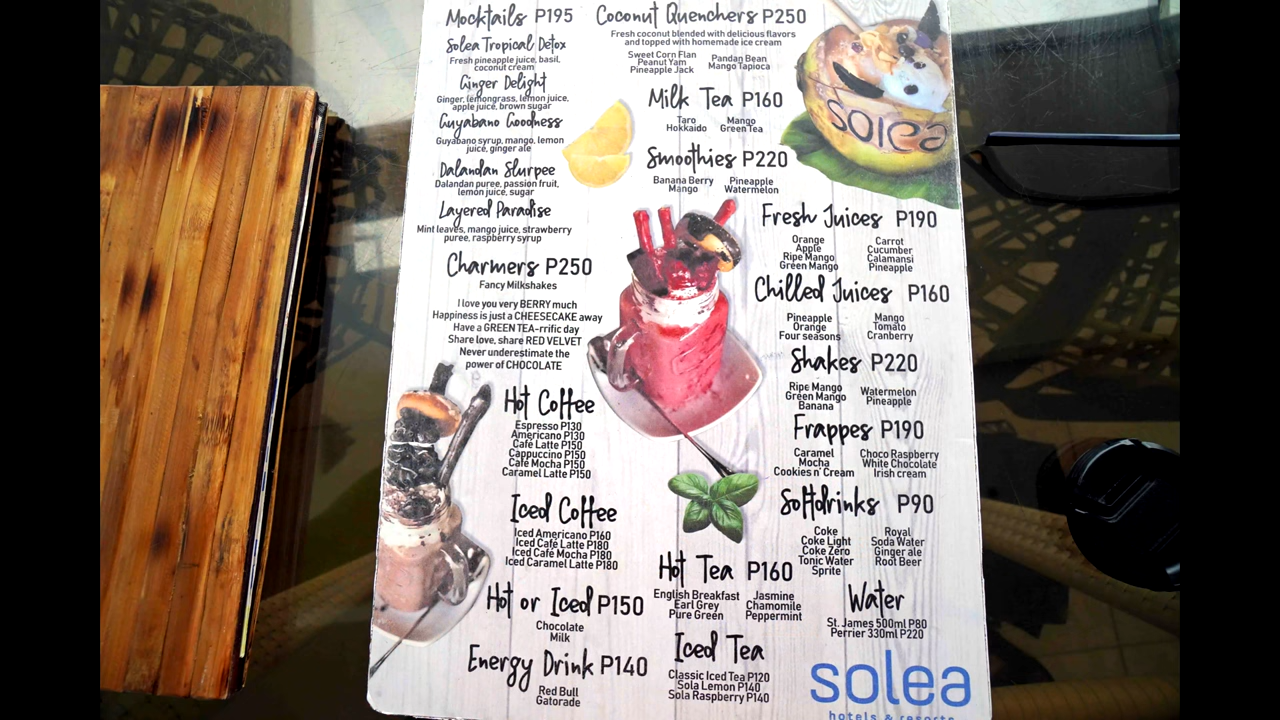 Mocktails P195
Solea Tropical Detox
Fresh pineapple juice, basil,
coconut cream
Ginger Delight
Ginger, lemongrass, lemon juice,
apple juice, brown sugar
Guyabano Goodness
Guyabano syrup, mango, lemon
juice, ginger ale
Dalandan Slurpee
Dalandan puree, passion fruit,
lemon juice, sugar
Layered Paradise
Mint leaves, mango juice, strawberry
puree, raspberry syrup
Charmers P250
Fancy Milkshakes
I love you very BERRY much
Happiness is just a CHEESECAKE away
Have a GREEN TEA-rrific day
Share love, share RED VELVET
Never underestimate the
power of CHOCOLATE
Hot Coffee
Espresso P130
Americano P130
Café Latte P150
Cappuccino P150
Café Mocha P150
Caramel Latte P150
Iced Coffee
Iced Americano P160
Iced Café Latte P180
Iced Café Mocha P180
Iced Caramel Latte P180
Hot or Iced P150
Chocolate
Milk
Energy Drink P140
Red Bull
Gatorade
Coconut Quenchers P250
Fresh coconut blended with delicious flavors
and topped with homemade ice cream
Sweet Corn Flan
Peanut Yam
Pineapple Jack
Pandan Bean
Mango Tapioca
solea
Milk Tea P160
Taro
Hokkaido
Mango
Green Tea
Smoothies P220
Banana Berry
Mango
Pineapple
Watermelon
Fresh Juices P190
Orange
Apple
Ripe Mango
Green Mango
Carrot
Cucumber
Calamansi
Pineapple
Chilled Juices P160
Pineapple
Orange
Four seasons
Mango
Tomato
Cranberry
Shakes P220
Ripe Mango
Green Mango
Banana
Watermelon
Pineapple
Frappes P190
Caramel
Mocha
Cookies n' Cream
Choco Raspberry
White Chocolate
Irish cream
Softdrinks P90
Coke
Coke Light
Coke Zero
Tonic Water
Sprite
Royal
Soda Water
Ginger ale
Root Beer
Hot Tea P160
English Breakfast
Earl Grey
Pure Green
Jasmine
Chamomile
Peppermint
Iced Tea
Classic Iced Tea P120
Sola Lemon P140
Sola Raspberry P140
Water
St. James 500ml P80
Perrier 330ml P220
solea
hotels & resorts